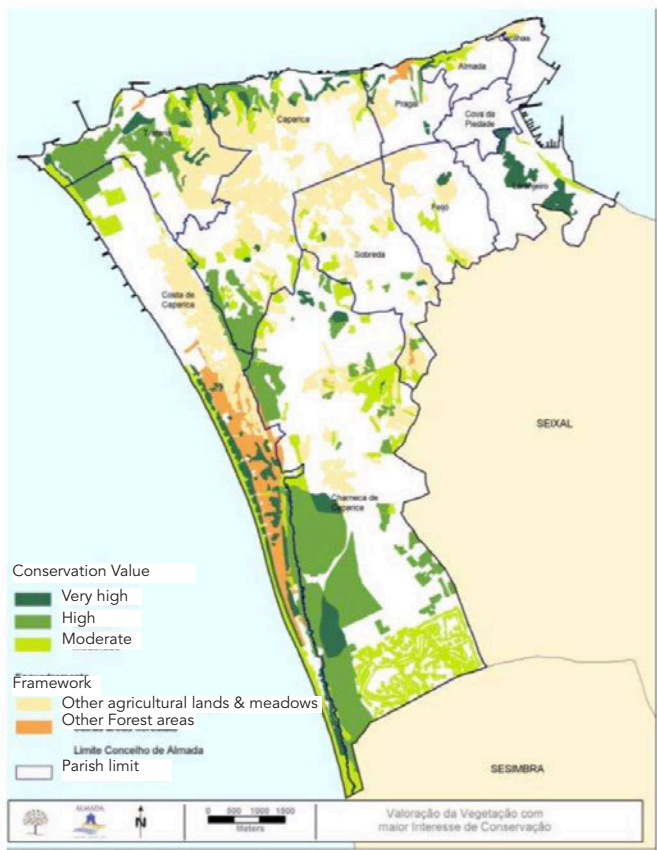 Cacilhas
Almada
Pragal
Caparica
Cova da
Piedade
Trafaria
Laranjeiro
Feijó
Sobreda
Costa de
Caparica
SEIXAL
Charneca de
Caparica
Conservation Value
Very high
High
Moderate
Framework
Other agricultural lands & meadows
Other Forest areas
Limite Concelho de Almada
Parish limit
SESIMBRA
ALMADA
N
0 500 1000 1500
Meters
Valoração da Vegetação com
maior Interesse de Conservação